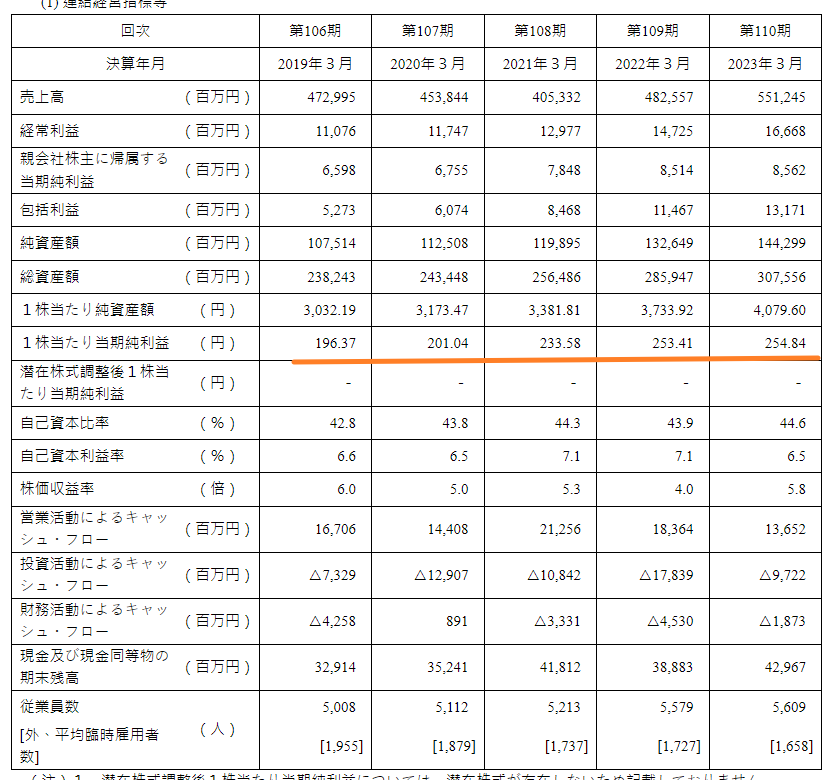 (1) 連結経営指標等
回次 第106期 第107期 第108期 第109期 第110期
決算年月 2019年３月 2020年３月 2021年３月 2022年３月 2023年３月
売上高 （百万円） 472,995 453,844 405,332 482,557 551,245
経常利益 （百万円） 11,076 11,747 12,977 14,725 16,668
親会社株主に帰属する
当期純利益 （百万円） 6,598 6,755 7,848 8,514 8,562
包括利益 （百万円） 5,273 6,074 8,468 11,467 13,171
純資産額 （百万円） 107,514 112,508 119,895 132,649 144,299
総資産額 （百万円） 238,243 243,448 256,486 285,947 307,556
１株当たり純資産額 （円） 3,032.19 3,173.47 3,381.81 3,733.92 4,079.60
１株当たり当期純利益 （円） 196.37 201.04 233.58 253.41 254.84
潜在株式調整後１株当
たり当期純利益 （円） - - - - -
自己資本比率 （％） 42.8 43.8 44.3 43.9 44.6
自己資本利益率 （％） 6.6 6.5 7.1 7.1 6.5
株価収益率 （倍） 6.0 5.0 5.3 4.0 5.8
営業活動によるキャッ
シュ・フロー （百万円） 16,706 14,408 21,256 18,364 13,652
投資活動によるキャッ
シュ・フロー （百万円） △7,329 △12,907 △10,842 △17,839 △9,722
財務活動によるキャッ
シュ・フロー （百万円） △4,258 891 △3,331 △4,530 △1,873
現金及び現金同等物の
期末残高 （百万円） 32,914 35,241 41,812 38,883 42,967
従業員数 （人） 5,008 5,112 5,213 5,579 5,609
[外、平均臨時雇用者
数] [1,955] [1,879] [1,737] [1,727] [1,658]
（注）１．潜在株式調整後１株当たり当期純利益については、潜在株式が存在しないため記載しておりません